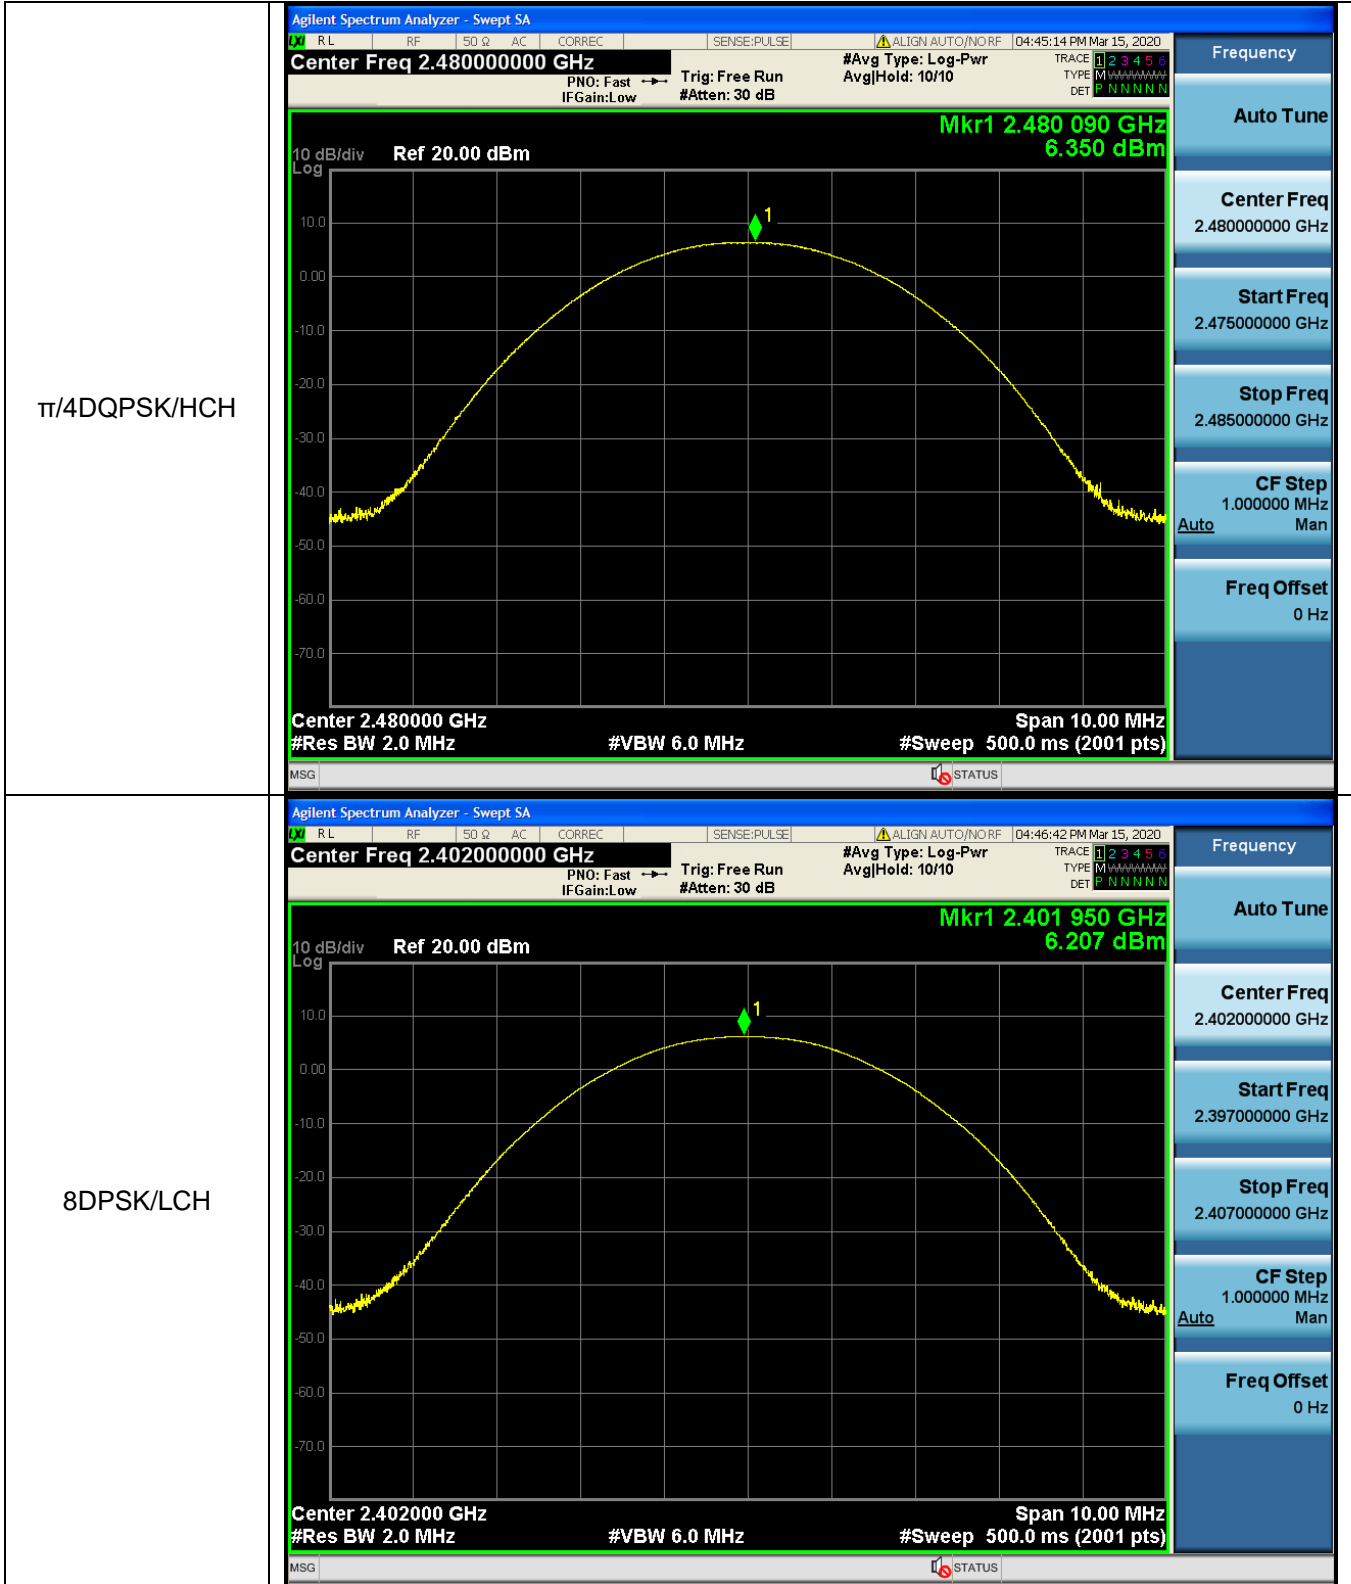 π/4DQPSK/HCH
Agilent Spectrum Analyzer - Swept SA
LXI RL RF 50 Ω AC CORREC SENSE:PULSE ALIGN AUTO/NO RF 04:45:14 PM Mar 15, 2020
Center Freq 2.480000000 GHz
PNO: Fast
IFGain:Low
Trig: Free Run
#Atten: 30 dB
#Avg Type: Log-Pwr
Avg|Hold: 10/10
TRACE 1 2 3 4 5 6
TYPE M WWWWW
DET P N N N N N
Mkr1 2.480 090 GHz
6.350 dBm
10 dB/div Ref 20.00 dBm
Log
1
10.0
0.00
-10.0
-20.0
-30.0
-40.0
-50.0
-60.0
-70.0
Center 2.480000 GHz Span 10.00 MHz
#Res BW 2.0 MHz #VBW 6.0 MHz #Sweep 500.0 ms (2001 pts)
MSG STATUS
Frequency
Auto Tune
Center Freq
2.480000000 GHz
Start Freq
2.475000000 GHz
Stop Freq
2.485000000 GHz
CF Step
1.000000 MHz
Auto Man
Freq Offset
0 Hz
8DPSK/LCH
Agilent Spectrum Analyzer - Swept SA
LXI RL RF 50 Ω AC CORREC SENSE:PULSE ALIGN AUTO/NO RF 04:46:42 PM Mar 15, 2020
Center Freq 2.402000000 GHz
PNO: Fast
IFGain:Low
Trig: Free Run
#Atten: 30 dB
#Avg Type: Log-Pwr
Avg|Hold: 10/10
TRACE 1 2 3 4 5 6
TYPE M WWWWW
DET P N N N N N
Mkr1 2.401 950 GHz
6.207 dBm
10 dB/div Ref 20.00 dBm
Log
1
10.0
0.00
-10.0
-20.0
-30.0
-40.0
-50.0
-60.0
-70.0
Center 2.402000 GHz Span 10.00 MHz
#Res BW 2.0 MHz #VBW 6.0 MHz #Sweep 500.0 ms (2001 pts)
MSG STATUS
Frequency
Auto Tune
Center Freq
2.402000000 GHz
Start Freq
2.397000000 GHz
Stop Freq
2.407000000 GHz
CF Step
1.000000 MHz
Auto Man
Freq Offset
0 Hz